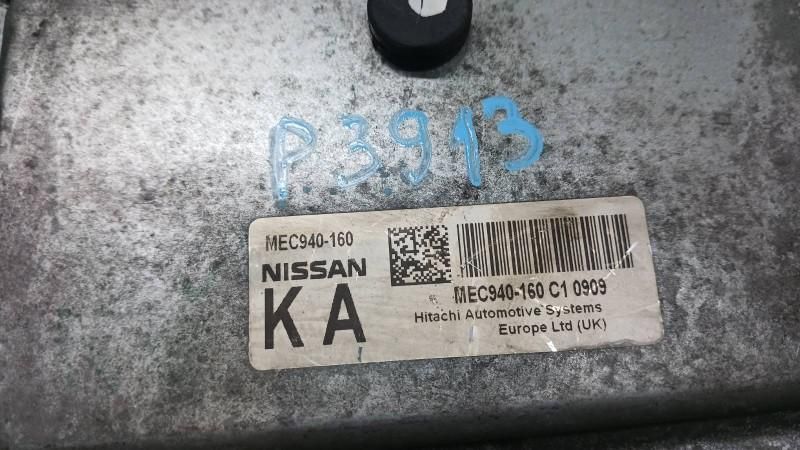 P3913
MEC940-160
NISSAN
KA
MEC940-160 C1 0909
Hitachi Automotive Systems
Europe Ltd (UK)